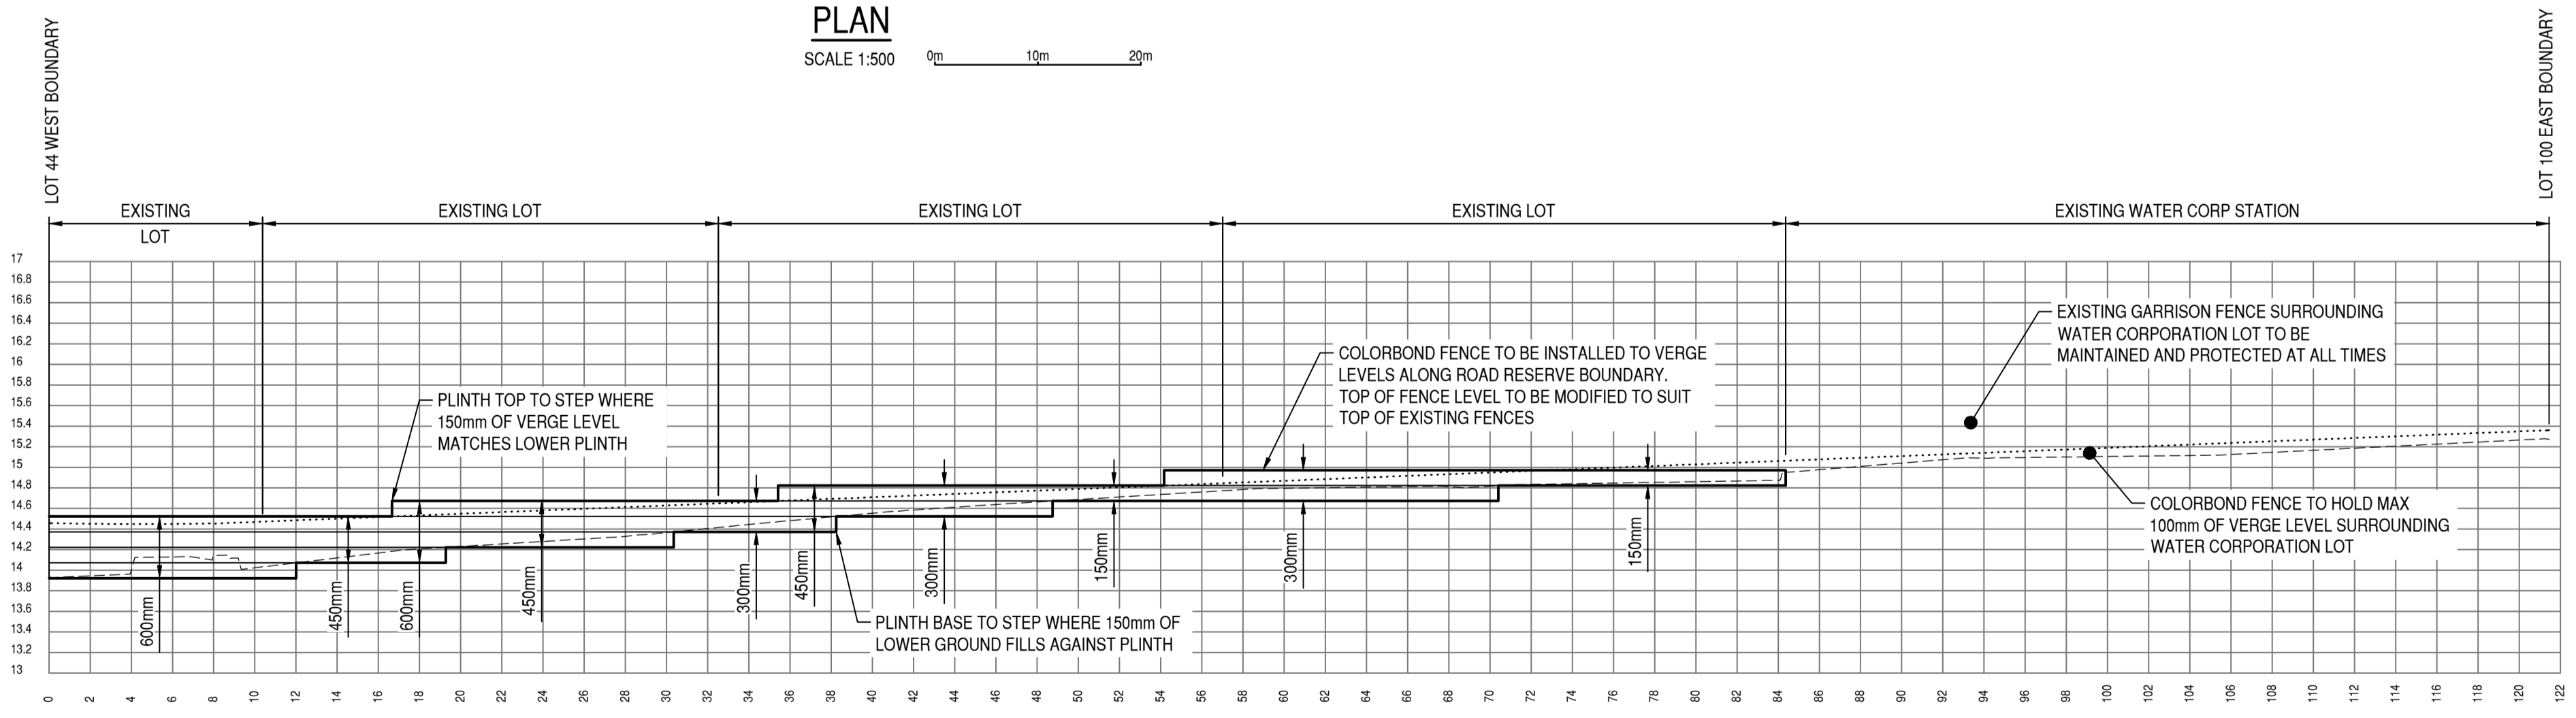 PLAN
SCALE 1:500
0m 10m 20m
LOT 44 WEST BOUNDARY
LOT 100 EAST BOUNDARY
EXISTING
LOT
EXISTING LOT
EXISTING LOT
EXISTING LOT
EXISTING WATER CORP STATION
17
16.8
16.6
16.4
16.2
16
15.8
15.6
15.4
15.2
15
14.8
14.6
14.4
14.2
14
13.8
13.6
13.4
13.2
13
PLINTH TOP TO STEP WHERE
150mm OF VERGE LEVEL
MATCHES LOWER PLINTH
COLORBOND FENCE TO BE INSTALLED TO VERGE
LEVELS ALONG ROAD RESERVE BOUNDARY.
TOP OF FENCE LEVEL TO BE MODIFIED TO SUIT
TOP OF EXISTING FENCES
EXISTING GARRISON FENCE SURROUNDING
WATER CORPORATION LOT TO BE
MAINTAINED AND PROTECTED AT ALL TIMES
COLORBOND FENCE TO HOLD MAX
100mm OF VERGE LEVEL SURROUNDING
WATER CORPORATION LOT
600mm
450mm
600mm
450mm
300mm
450mm
300mm
150mm
300mm
150mm
PLINTH BASE TO STEP WHERE 150mm OF
LOWER GROUND FILLS AGAINST PLINTH
0 2 4 6 8 10 12 14 16 18 20 22 24 26 28 30 32 34 36 38 40 42 44 46 48 50 52 54 56 58 60 62 64 66 68 70 72 74 76 78 80 82 84 86 88 90 92 94 96 98 100 102 104 106 108 110 112 114 116 118 120 122